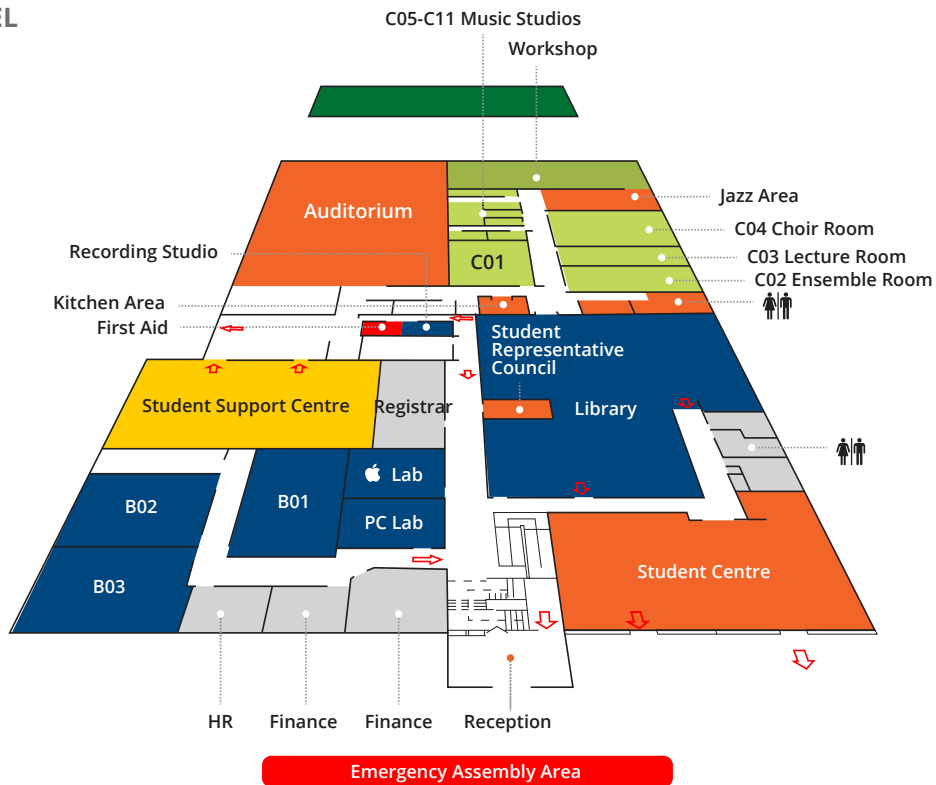 EL
C05-C11 Music Studios
Workshop
Auditorium
Jazz Area
C04 Choir Room
Recording Studio
C03 Lecture Room
C01
C02 Ensemble Room
Kitchen Area
First Aid
Student
Representative
Council
Student Support Centre
Registrar
Library
Lab
B02
B01
PC Lab
B03
Student Centre
HR
Finance
Finance
Reception
Emergency Assembly Area